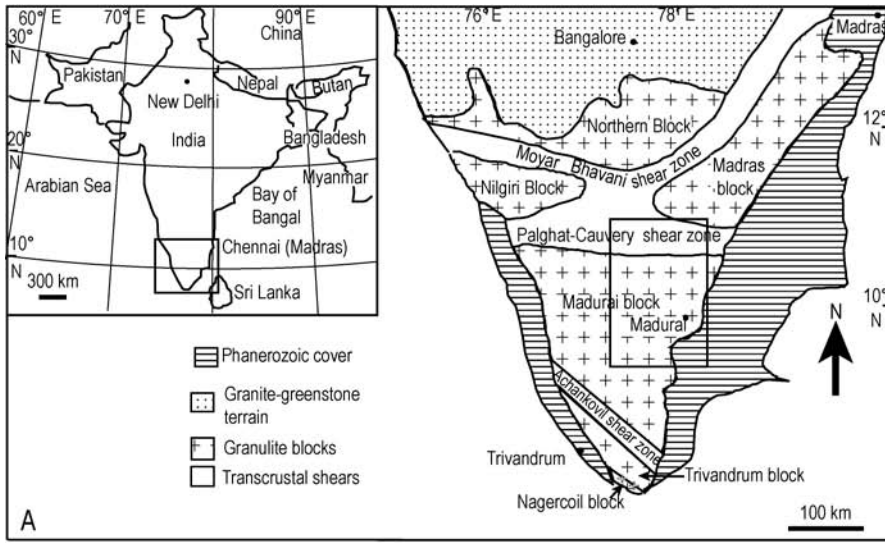 60° E
90° E
30°
N
China
Pakistan
70°
Nepal
Butan
New Delhi
India
Bangladesh
20°
N
Myanmar
Arabian Sea
Bay of
Bangal
10°
N
Chennai (Madras)
300 km
Sri Lanka
Phanerozoic cover
Granite-greenstone
terrain
Granulite blocks
Transcrustal shears
A
76° E
78° E
Madras
Bangalore
12°
N
Northern Block
Moyar
Bhavani shear zone
Madras
block
Nilgiri Block
Palghat-Cauvery shear zone
Madurai block
Madurai
10°
N
N
Achankovil shear zone
Trivandrum
Trivandrum block
Nagercoil block
100 km